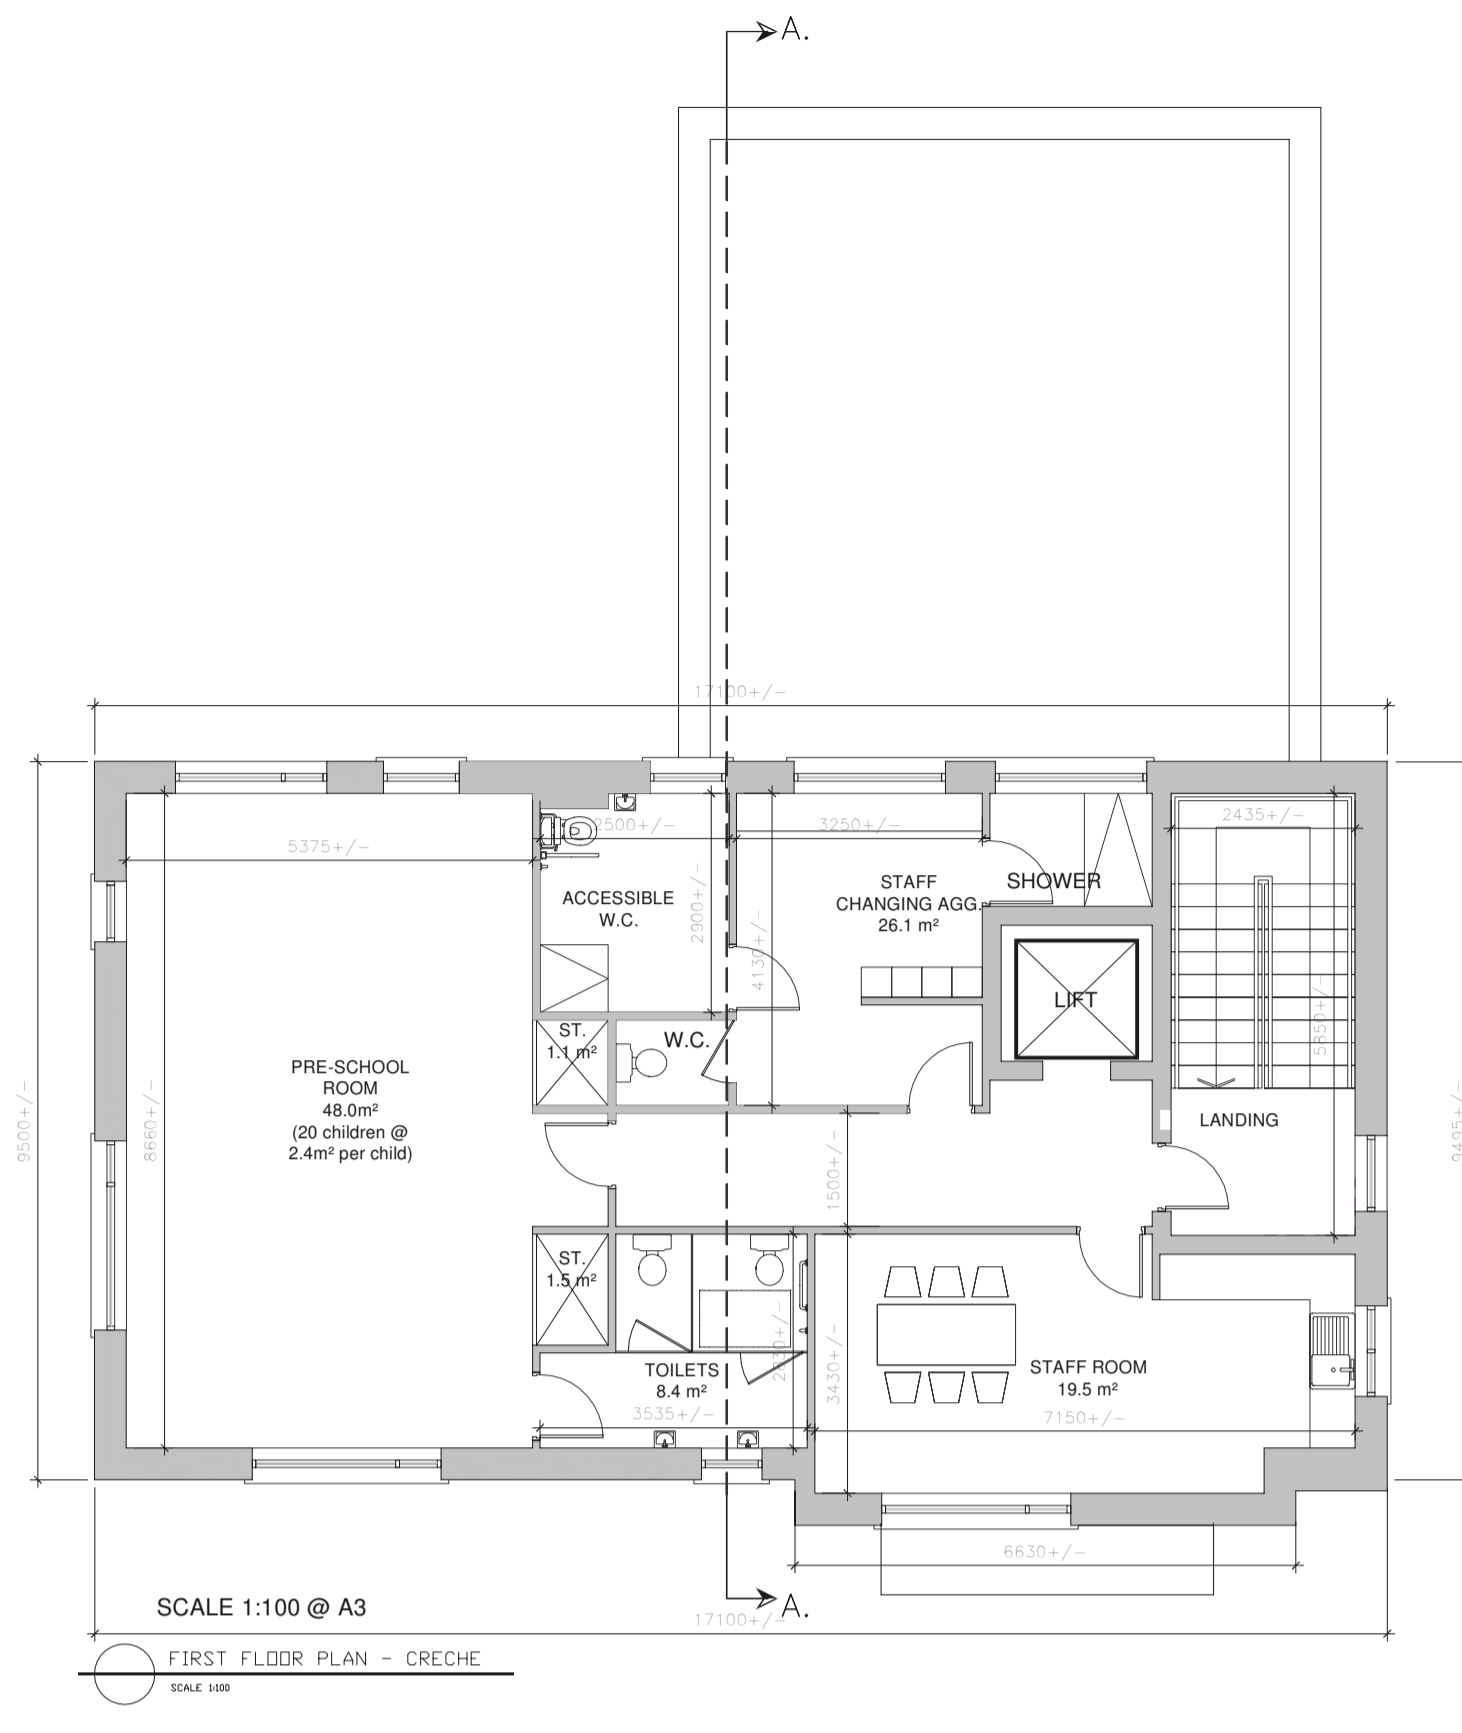 A.
17100+/-
2500+/-
3250+/-
2435+/-
5375+/-
ACCESSIBLE
W.C.
2900+/-
STAFF
CHANGING AGG.
26.1 m²
SHOWER
4130+/-
LIFT
5850+/-
ST.
1.1 m²
W.C.
PRE-SCHOOL
ROOM
48.0m²
(20 children @
2.4m² per child)
9500+/-
8660+/-
LANDING
9495+/-
1500+/-
ST.
1.5 m²
TOILETS
8.4 m²
3535+/-
3430+/-
STAFF ROOM
19.5 m²
7150+/-
6630+/-
A.
17100+/-
SCALE 1:100 @ A3
FIRST FLOOR PLAN - CRECHE
SCALE 1:100